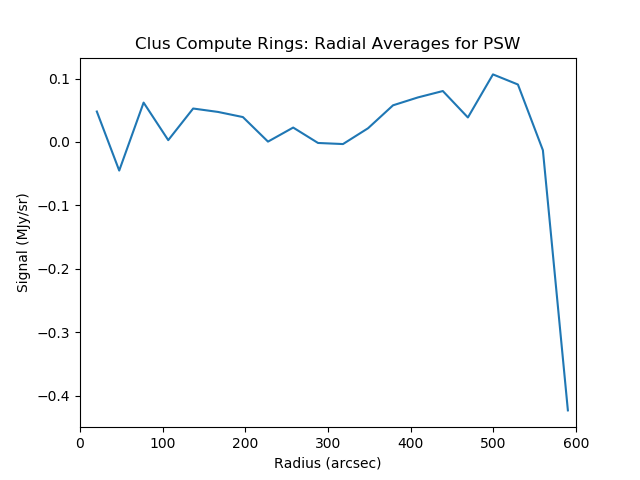 Clus Compute Rings: Radial Averages for PSW
0.1
0.0
−0.1
−0.2
−0.3
−0.4
Signal (MJy/sr)
0 100 200 300 400 500 600
Radius (arcsec)